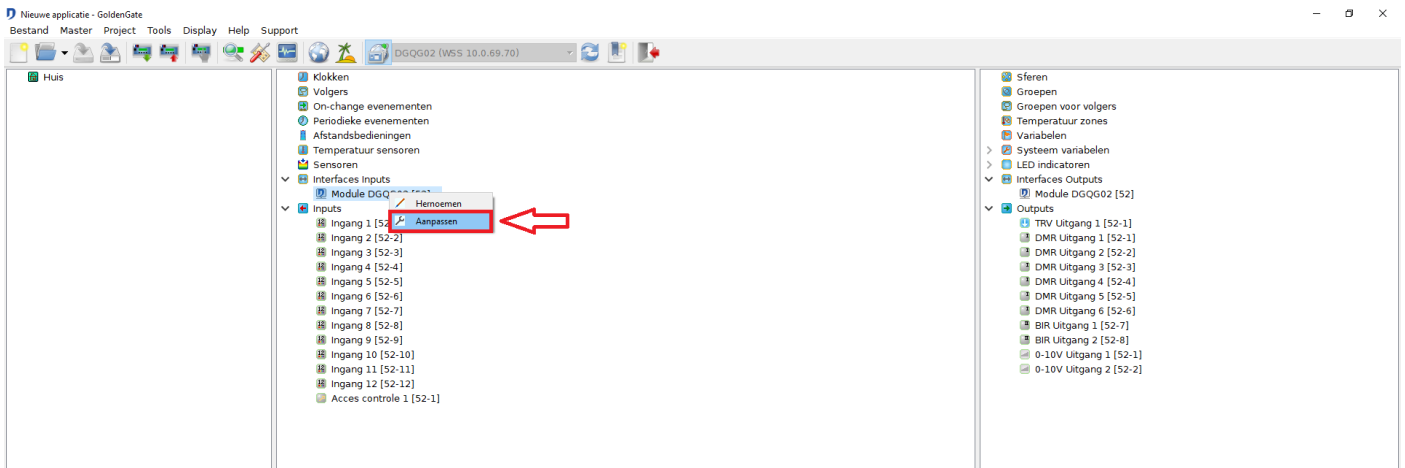 Nieuwe applicatie - GoldenGate
Bestand Master Project Tools Display Help Support
DGQG02 (WSS 10.0.69.70)
Huis
Klokken
Volgers
On-change evenementen
Periodieke evenementen
Afstandsbedieningen
Temperatuur sensoren
Sensoren
Interfaces Inputs
Module DGQG02 [52]
Hernoemen
Aanpassen
Inputs
Ingang 1 [52
Ingang 2 [52-2]
Ingang 3 [52-3]
Ingang 4 [52-4]
Ingang 5 [52-5]
Ingang 6 [52-6]
Ingang 7 [52-7]
Ingang 8 [52-8]
Ingang 9 [52-9]
Ingang 10 [52-10]
Ingang 11 [52-11]
Ingang 12 [52-12]
Acces controle 1 [52-1]
Sferen
Groepen
Groepen voor volgers
Temperatuur zones
Variabelen
Systeem variabelen
LED indicatoren
Interfaces Outputs
Module DGQG02 [52]
Outputs
TRV Uitgang 1 [52-1]
DMR Uitgang 1 [52-1]
DMR Uitgang 2 [52-2]
DMR Uitgang 3 [52-3]
DMR Uitgang 4 [52-4]
DMR Uitgang 5 [52-5]
DMR Uitgang 6 [52-6]
BIR Uitgang 1 [52-7]
BIR Uitgang 2 [52-8]
0-10V Uitgang 1 [52-1]
0-10V Uitgang 2 [52-2]